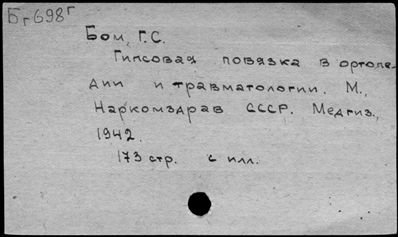 Бг698г
Бом, Г.С.
Гипсовая повязка в ортопе-
дии и травматологии. М.,
Наркомздрав СССР. Медгиз,
1942.
173 стр. с илл.